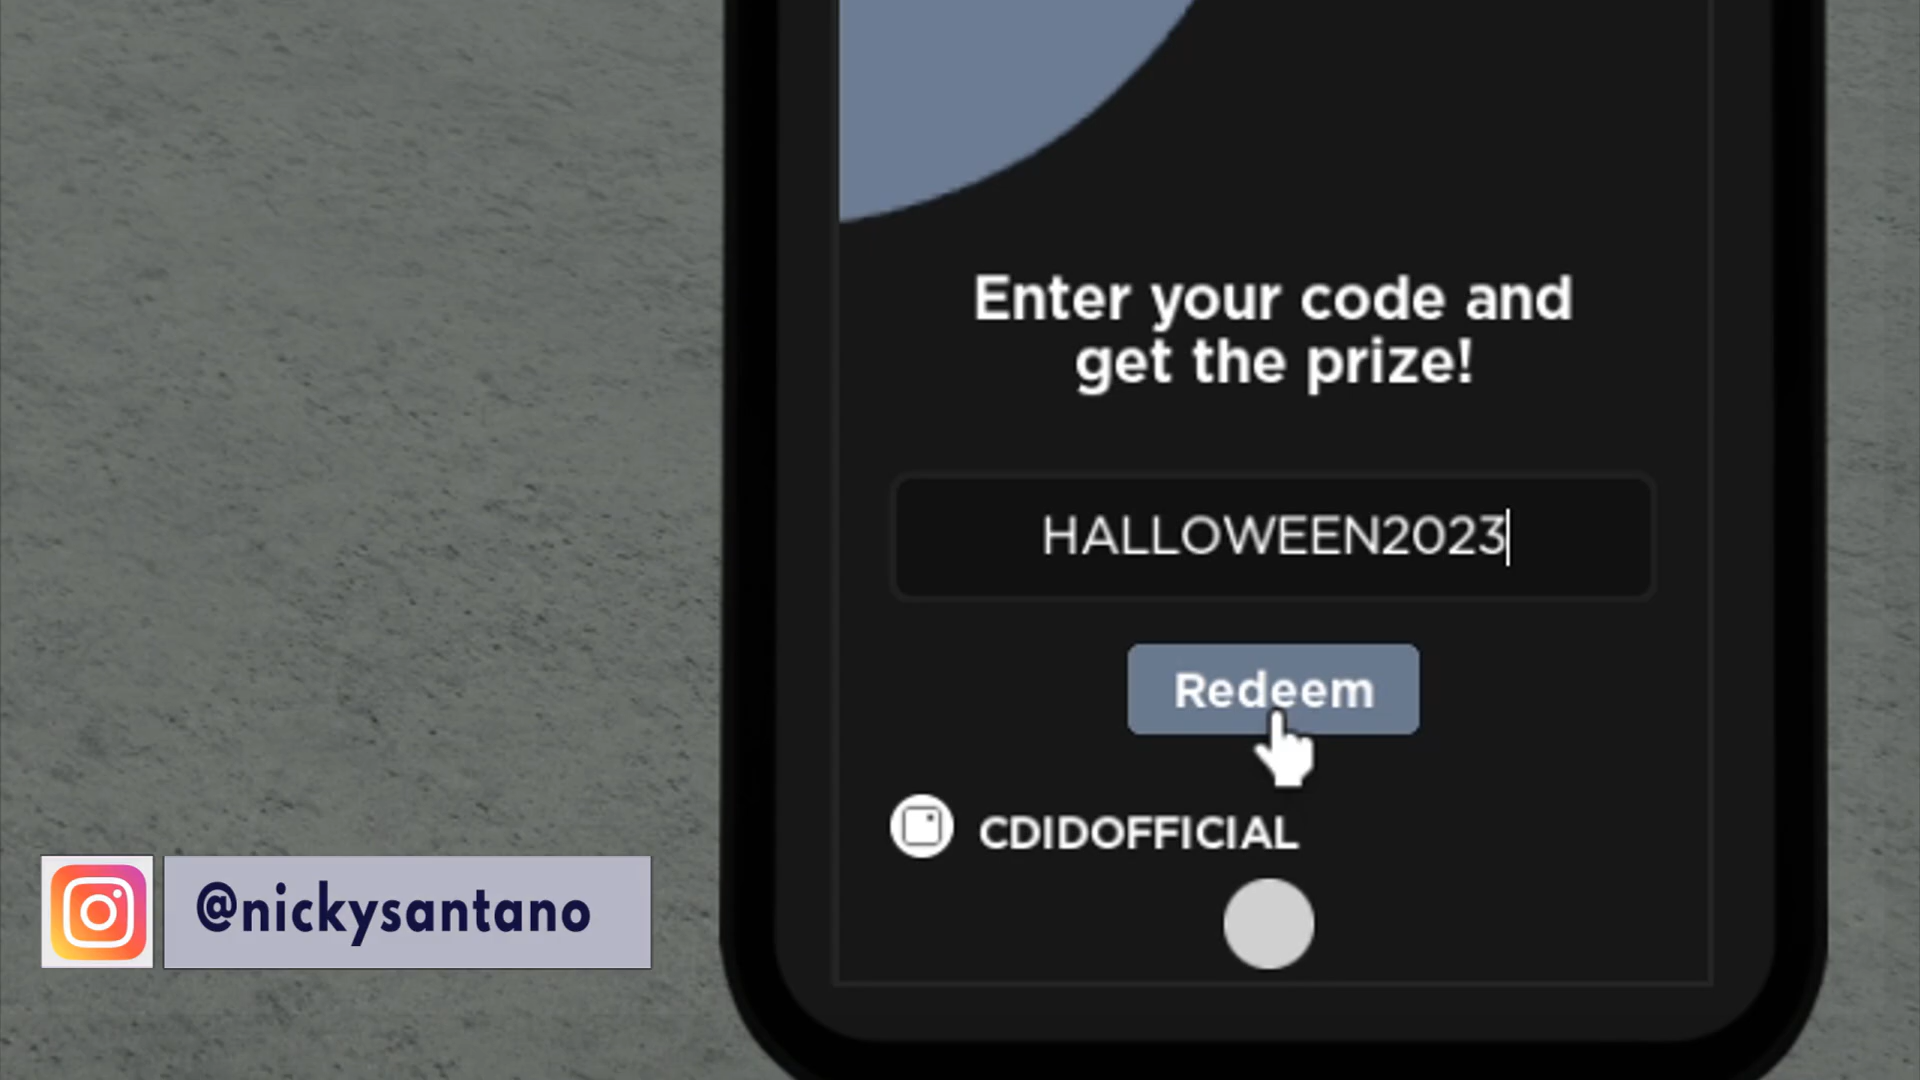 Enter your code and
get the prize!
HALLOWEEN2023
Redeem
CDIDOFFICIAL
@nickysantano